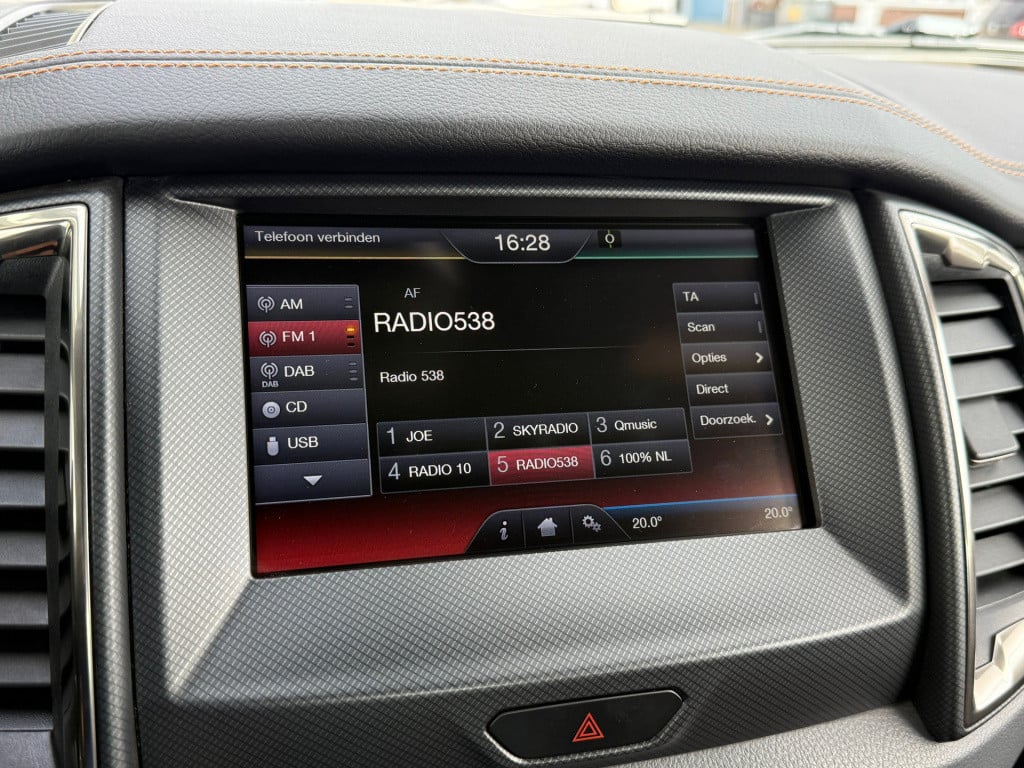 Telefoon verbinden
16:28
AM
FM 1
DAB
DAB
CD
USB
AF
RADIO538
Radio 538
1 JOE
2 SKYRADIO
3 Qmusic
4 RADIO 10
5 RADIO538
6 100% NL
TA
Scan
Opties
Direct
Doorzoek.
i
20.0°
20.0°